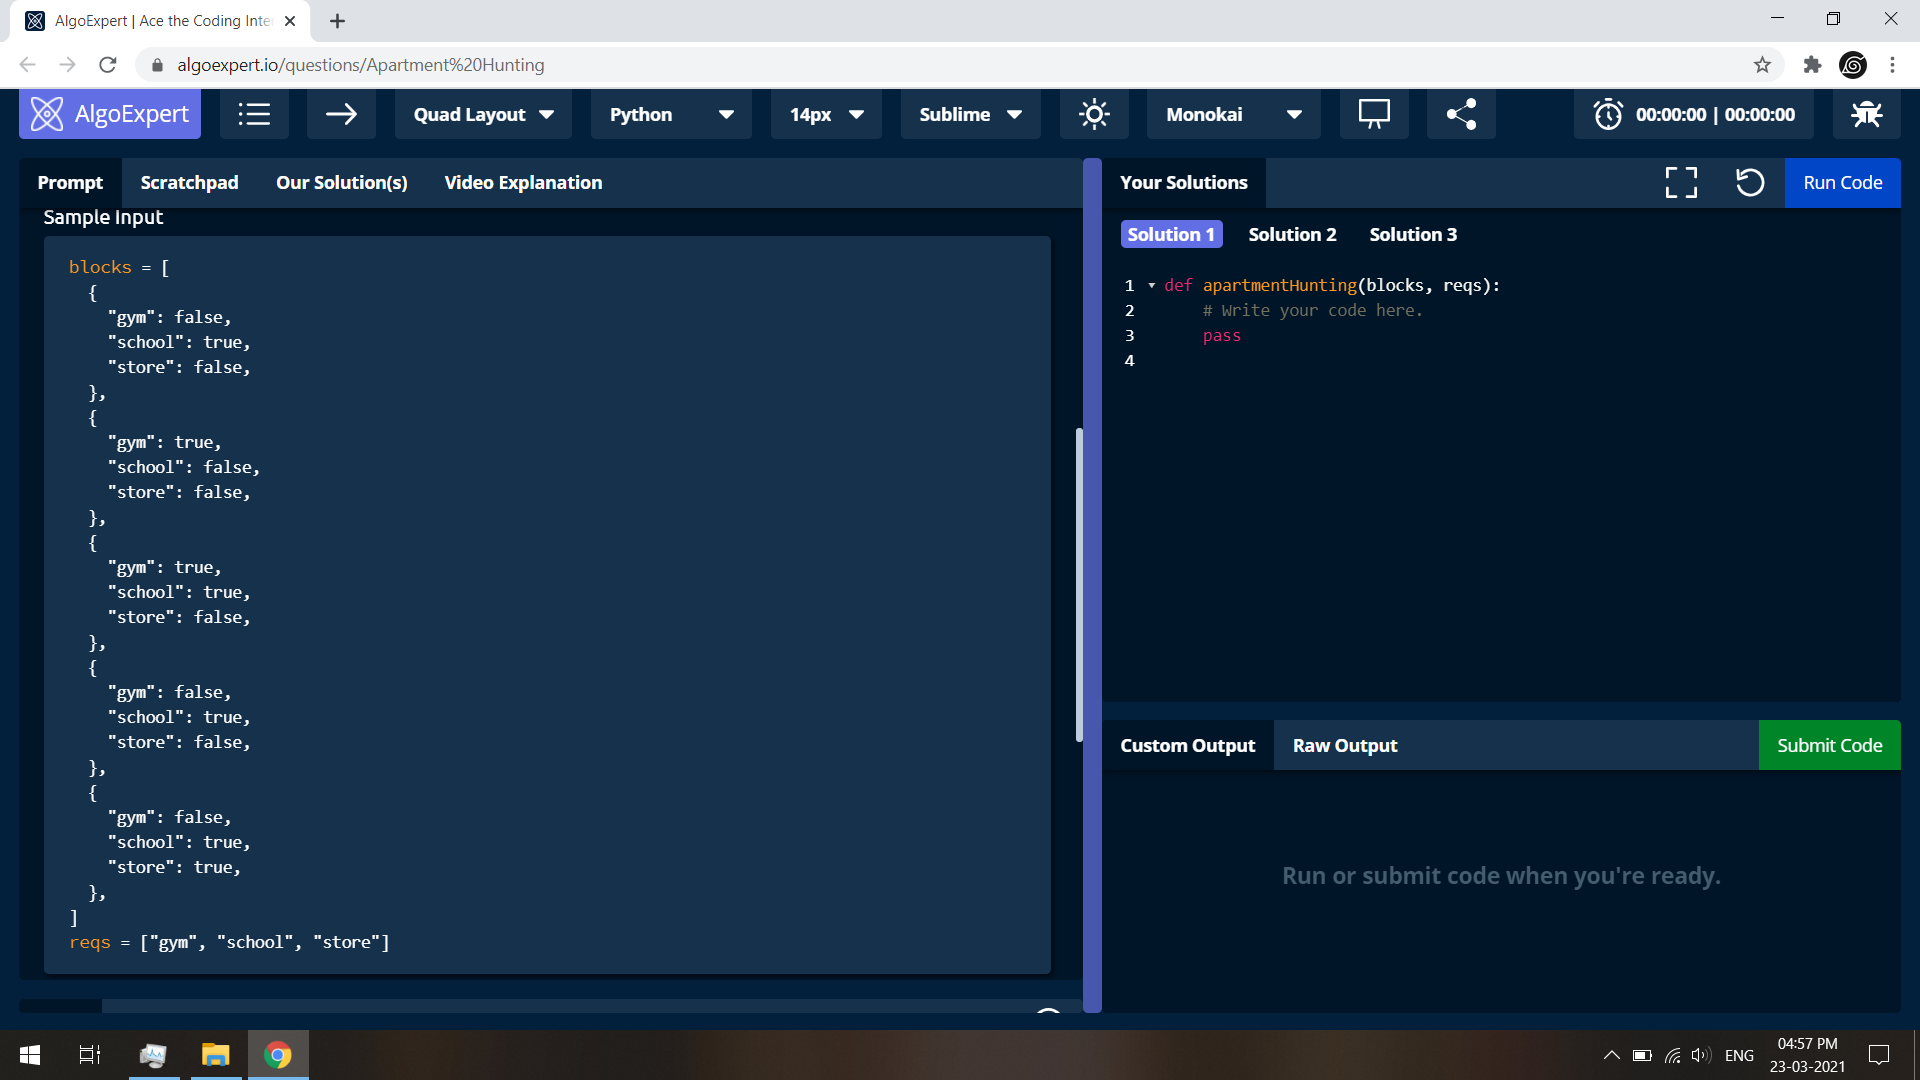 AlgoExpert | Ace the Coding Inte
algoexpert.io/questions/Apartment%20Hunting
AlgoExpert
Quad Layout
Python
14px
Sublime
Monokai
00:00:00 | 00:00:00
Prompt
Scratchpad
Our Solution(s)
Video Explanation
Sample Input
blocks = [
{
"gym": false,
"school": true,
"store": false,
},
{
"gym": true,
"school": false,
"store": false,
},
{
"gym": true,
"school": true,
"store": false,
},
{
"gym": false,
"school": true,
"store": false,
},
{
"gym": false,
"school": true,
"store": true,
},
]
reqs = ["gym", "school", "store"]
Your Solutions
Run Code
Solution 1
Solution 2
Solution 3
1 def apartmentHunting(blocks, reqs):
2 # Write your code here.
3 pass
4
Custom Output
Raw Output
Submit Code
Run or submit code when you're ready.
ENG
04:57 PM
23-03-2021